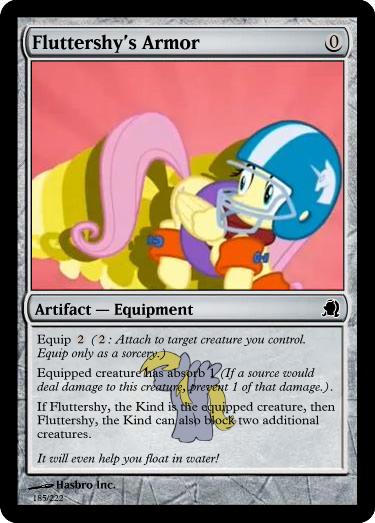 Fluttershy's Armor 0
Artifact — Equipment
Equip 2 (2 : Attach to target creature you control.
Equip only as a sorcery.)
Equipped creature has absorb 1 (If a source would
deal damage to this creature, prevent 1 of that damage.).
If Fluttershy, the Kind is the equipped creature, then
Fluttershy, the Kind can also block two additional
creatures.
It will even help you float in water!
Hasbro Inc.
185/222